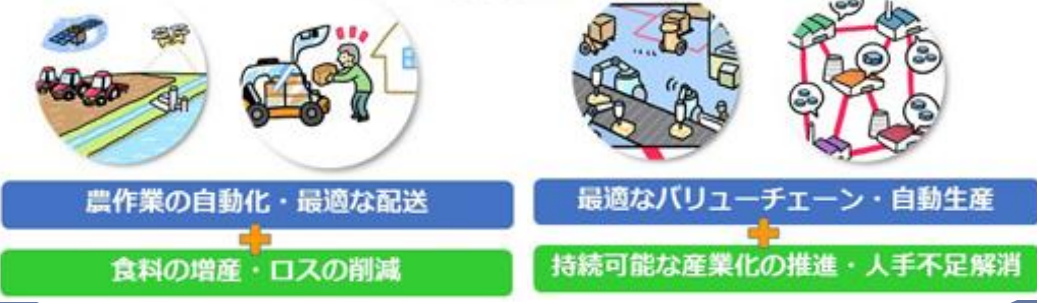 農作業の自動化・最適な配送
食料の増産・ロスの削減
最適なバリューチェーン・自動生産
持続可能な産業化の推進・人手不足解消